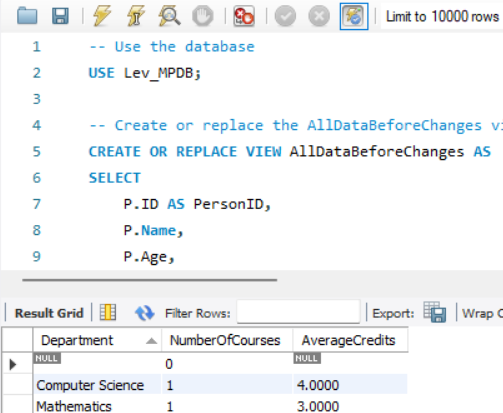 Limit to 10000 rows
1 -- Use the database
2 USE Lev_MPDB;
3
4 -- Create or replace the AllDataBeforeChanges vi
5 CREATE OR REPLACE VIEW AllDataBeforeChanges AS
6 SELECT
7 P.ID AS PersonID,
8 P.Name,
9 P.Age,
Result Grid Filter Rows: Export: Wrap C
Department NumberOfCourses AverageCredits
NULL 0 NULL
Computer Science 1 4.0000
Mathematics 1 3.0000